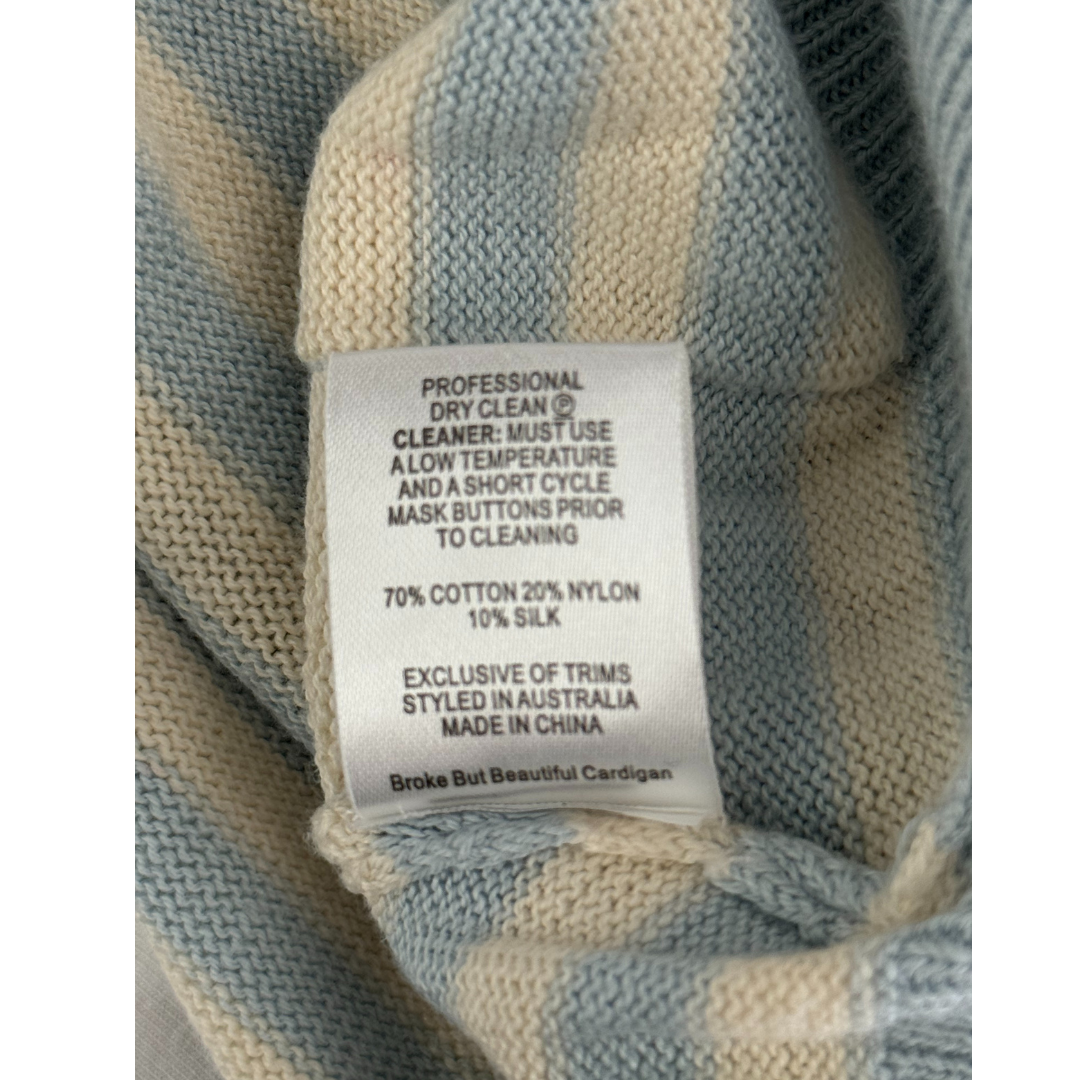 PROFESSIONAL
DRY CLEAN Ⓟ
CLEANER: MUST USE
A LOW TEMPERATURE
AND A SHORT CYCLE
MASK BUTTONS PRIOR
TO CLEANING
70% COTTON 20% NYLON
10% SILK
EXCLUSIVE OF TRIMS
STYLED IN AUSTRALIA
MADE IN CHINA
Broke But Beautiful Cardigan